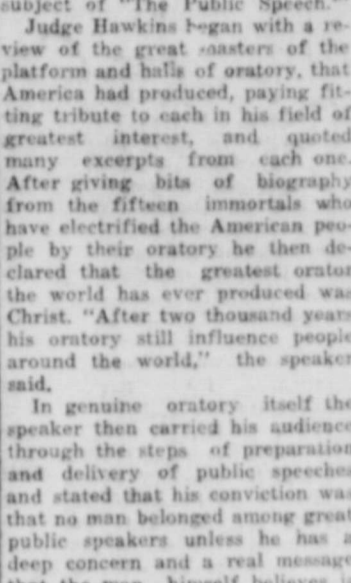 subject of "The Public Speech."
Judge Hawkins began with a re-
view of the great masters of the
platform and halls of oratory, that
America had produced, paying fit-
ting tribute to each in his field of
greatest interest, and quoted
many excerpts from each one.
After giving bits of biography
from the fifteen immortals who
have electrified the American peo-
ple by their oratory he then de-
clared that the greatest orator
the world has ever produced was
Christ. "After two thousand years
his oratory still influence people
around the world," the speaker
said.
In genuine oratory itself the
speaker then carried his audience
through the steps of preparation
and delivery of public speeches
and stated that his conviction was
that no man belonged among great
public speakers unless he has a
deep concern and a real message
that the man himself believes